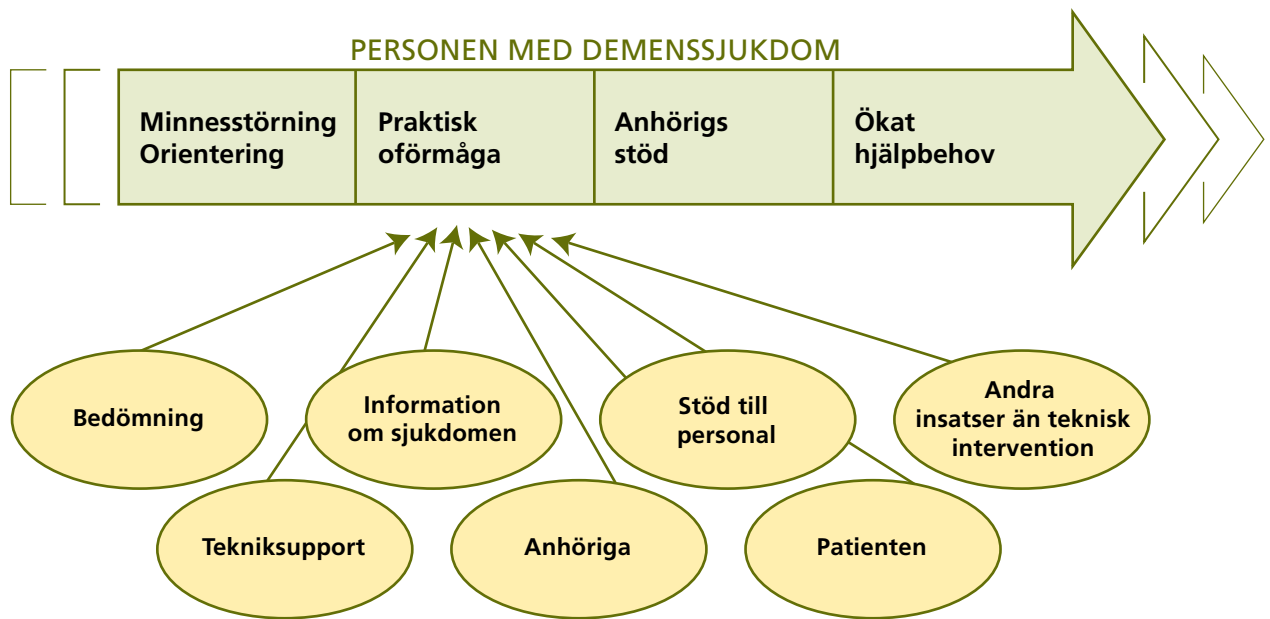 PERSONEN MED DEMENSSJUKDOM
Minnesstörning
Orientering
Praktisk
oförmåga
Anhörigs
stöd
Ökat
hjälpbehov
Bedömning
Information
om sjukdomen
Stöd till
personal
Andra
insatser än teknisk
intervention
Tekniksupport
Anhöriga
Patienten